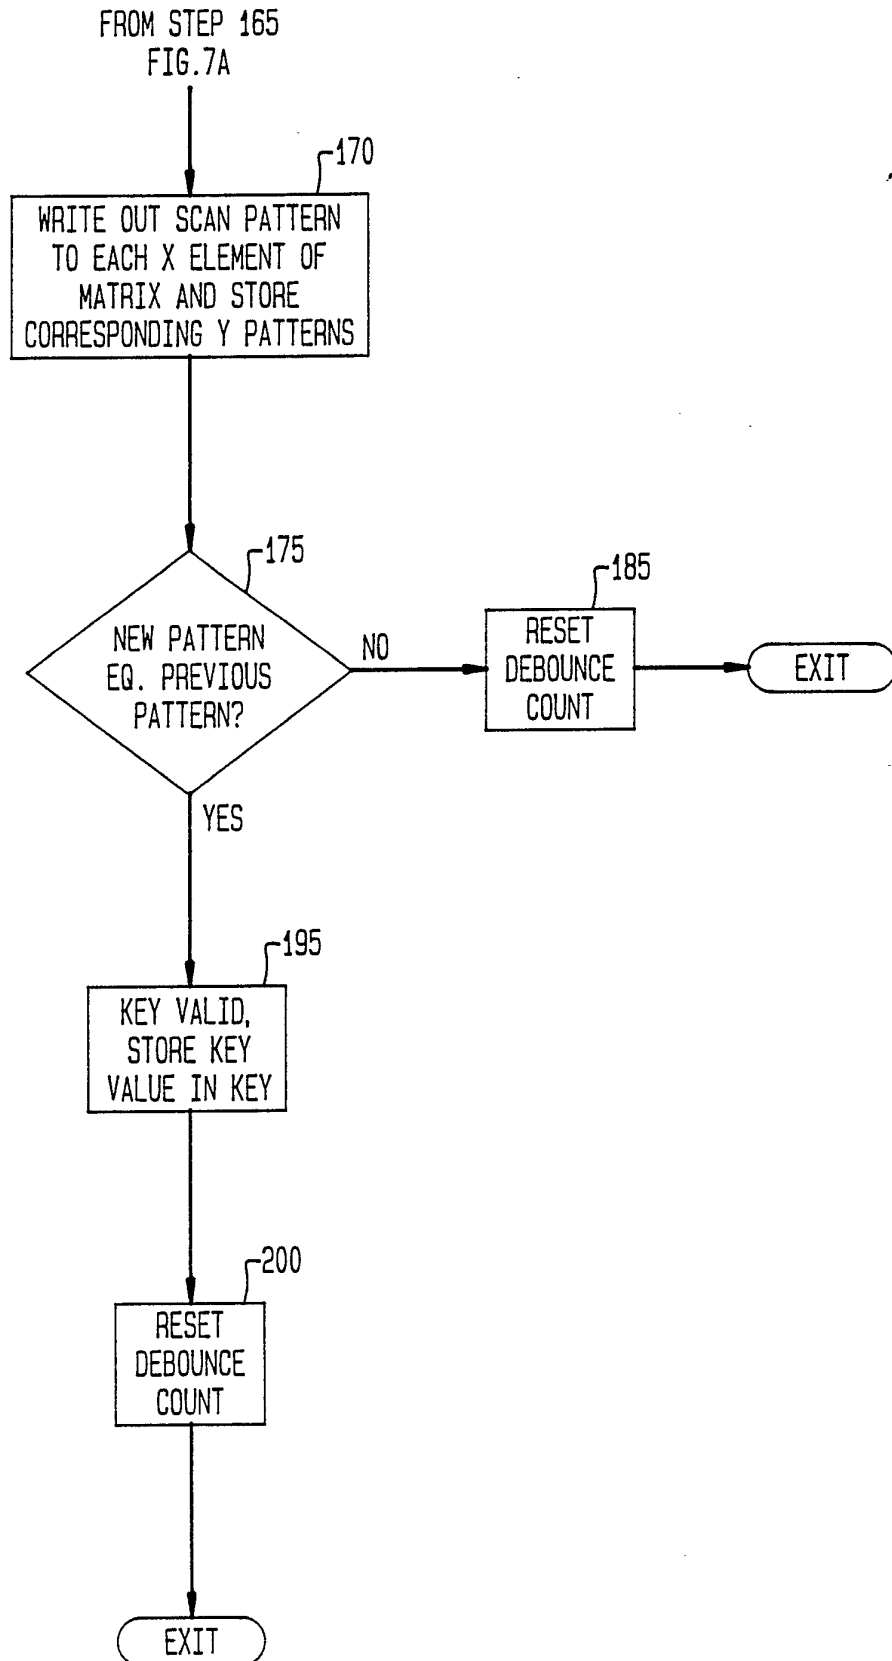 FROM STEP 165
FIG.7A
170
WRITE OUT SCAN PATTERN
TO EACH X ELEMENT OF
MATRIX AND STORE
CORRESPONDING Y PATTERNS
175
NEW PATTERN
EQ. PREVIOUS
PATTERN?
NO
185
RESET
DEBOUNCE
COUNT
EXIT
YES
195
KEY VALID,
STORE KEY
VALUE IN KEY
200
RESET
DEBOUNCE
COUNT
EXIT